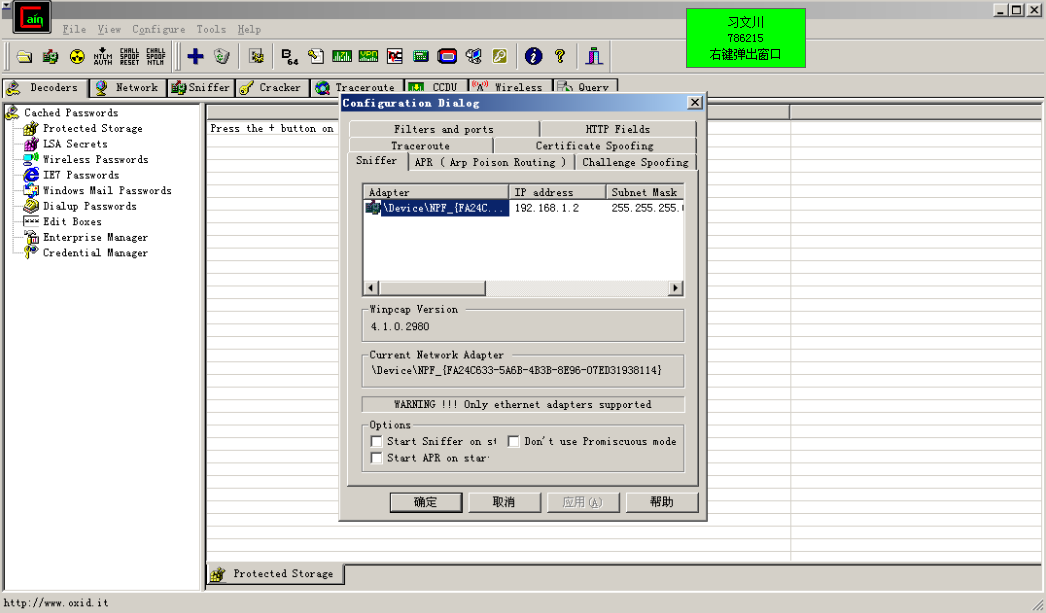 Cain
File View Configure Tools Help
习文川
786215
右键弹出窗口
NTLM AUTH
CHALL SPOOF RESET
CHALL SPOOF NTLM
B64
Decoders Network Sniffer Cracker Traceroute CCDU Wireless Query
Cached Passwords
Protected Storage
LSA Secrets
Wireless Passwords
IE7 Passwords
Windows Mail Passwords
Dialup Passwords
Edit Boxes
Enterprise Manager
Credential Manager
Press the + button on
Configuration Dialog
Filters and ports HTTP Fields
Traceroute Certificate Spoofing
Sniffer APR ( Arp Poison Routing ) Challenge Spoofing
Adapter IP address Subnet Mask
\Device\NPF_{FA24C... 192.168.1.2 255.255.255.
Winpcap Version
4.1.0.2980
Current Network Adapter
\Device\NPF_{FA24C633-5A6B-4B3B-8E96-07ED31938114}
WARNING !!! Only ethernet adapters supported
Options
Start Sniffer on st Don't use Promiscuous mode
Start APR on star
确定 取消 应用(A) 帮助
Protected Storage
http://www.oxid.it